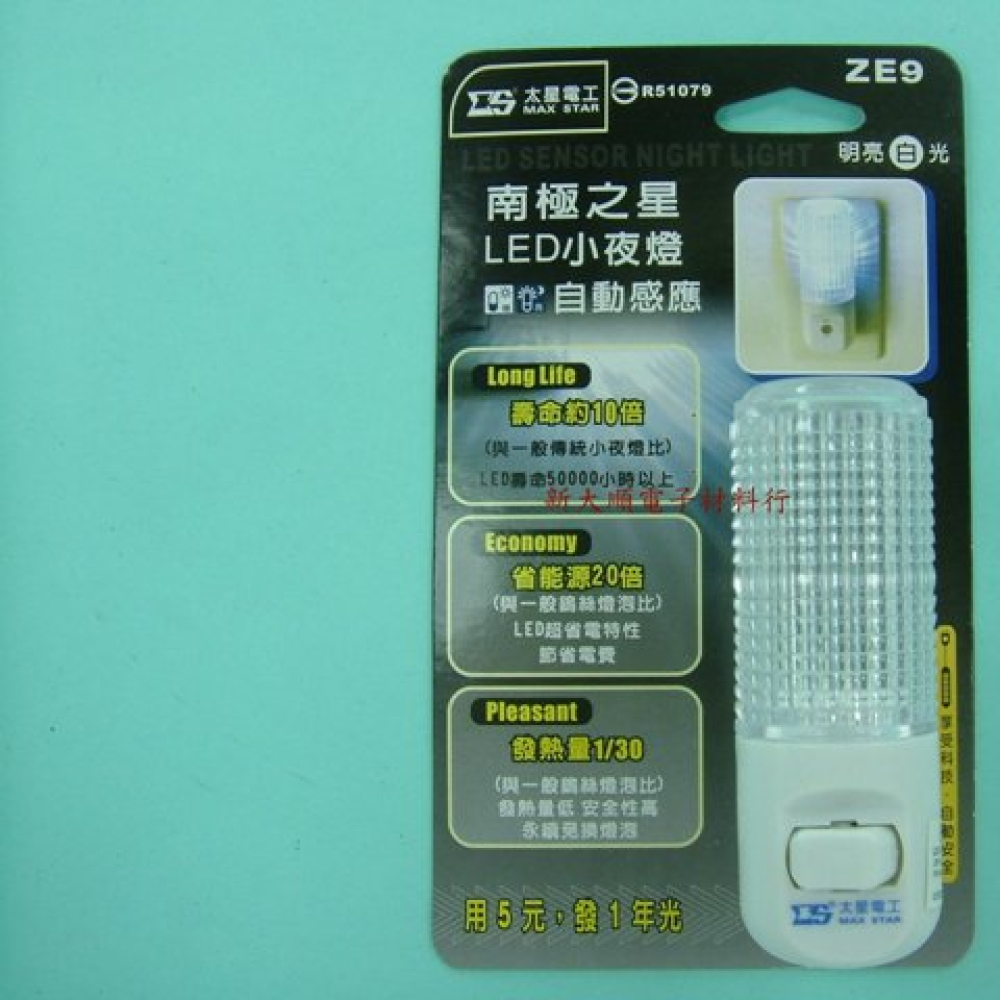 ZE9
太星電工
MAX STAR
R51079
LED SENSOR NIGHT LIGHT
明亮白光
南極之星
LED小夜燈
自動感應
Long Life
壽命約10倍
(與一般傳統小夜燈比)
LED壽命50000小時以上
新大順電子材料行
Economy
省能源20倍
(與一般鎢絲燈泡比)
LED超省電特性
節省電費
Pleasant
發熱量1/30
(與一般鎢絲燈泡比)
發熱量低 安全性高
永續免換燈泡
享受科技‧自動安全
用5元,發1年光
太星電工
MAX STAR